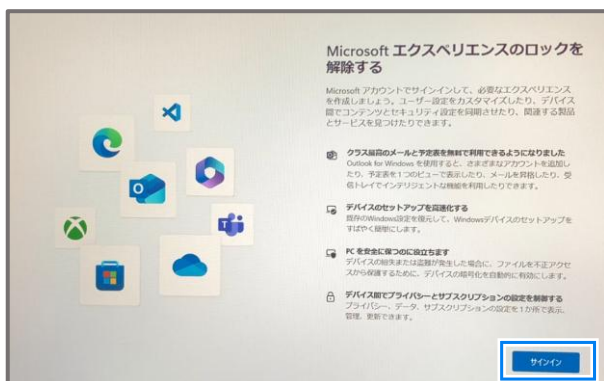 Microsoft エクスペリエンスのロックを
解除する
Microsoft アカウントでサインインして、必要なエクスペリエンス
を作成しましょう。ユーザー設定をカスタマイズしたり、デバイス
間でコンテンツとセキュリティ設定を同期させたり、関連する製品
とサービスを見つけたりできます。
クラス最高のメールと予定表を無料で利用できるようになりました
Outlook for Windows を使用すると、さまざまなアカウントを追加し
たり、予定表を 1 つのビューで表示したり、メールを昇格したり、受
信トレイでインテリジェントな機能を利用したりできます。
デバイスのセットアップを高速化する
既存のWindows設定を復元して、Windowsデバイスのセットアップを
すばやく簡単にします。
PC を安全に保つのに役立ちます
デバイスの紛失または盗難が発生した場合に、ファイルを不正アクセ
スから保護するために、デバイスの暗号化を自動的に有効にします。
デバイス間でプライバシーとサブスクリプションの設定を制御する
プライバシー、データ、サブスクリプションの設定を 1 か所で表示、
管理、更新できます。
サインイン